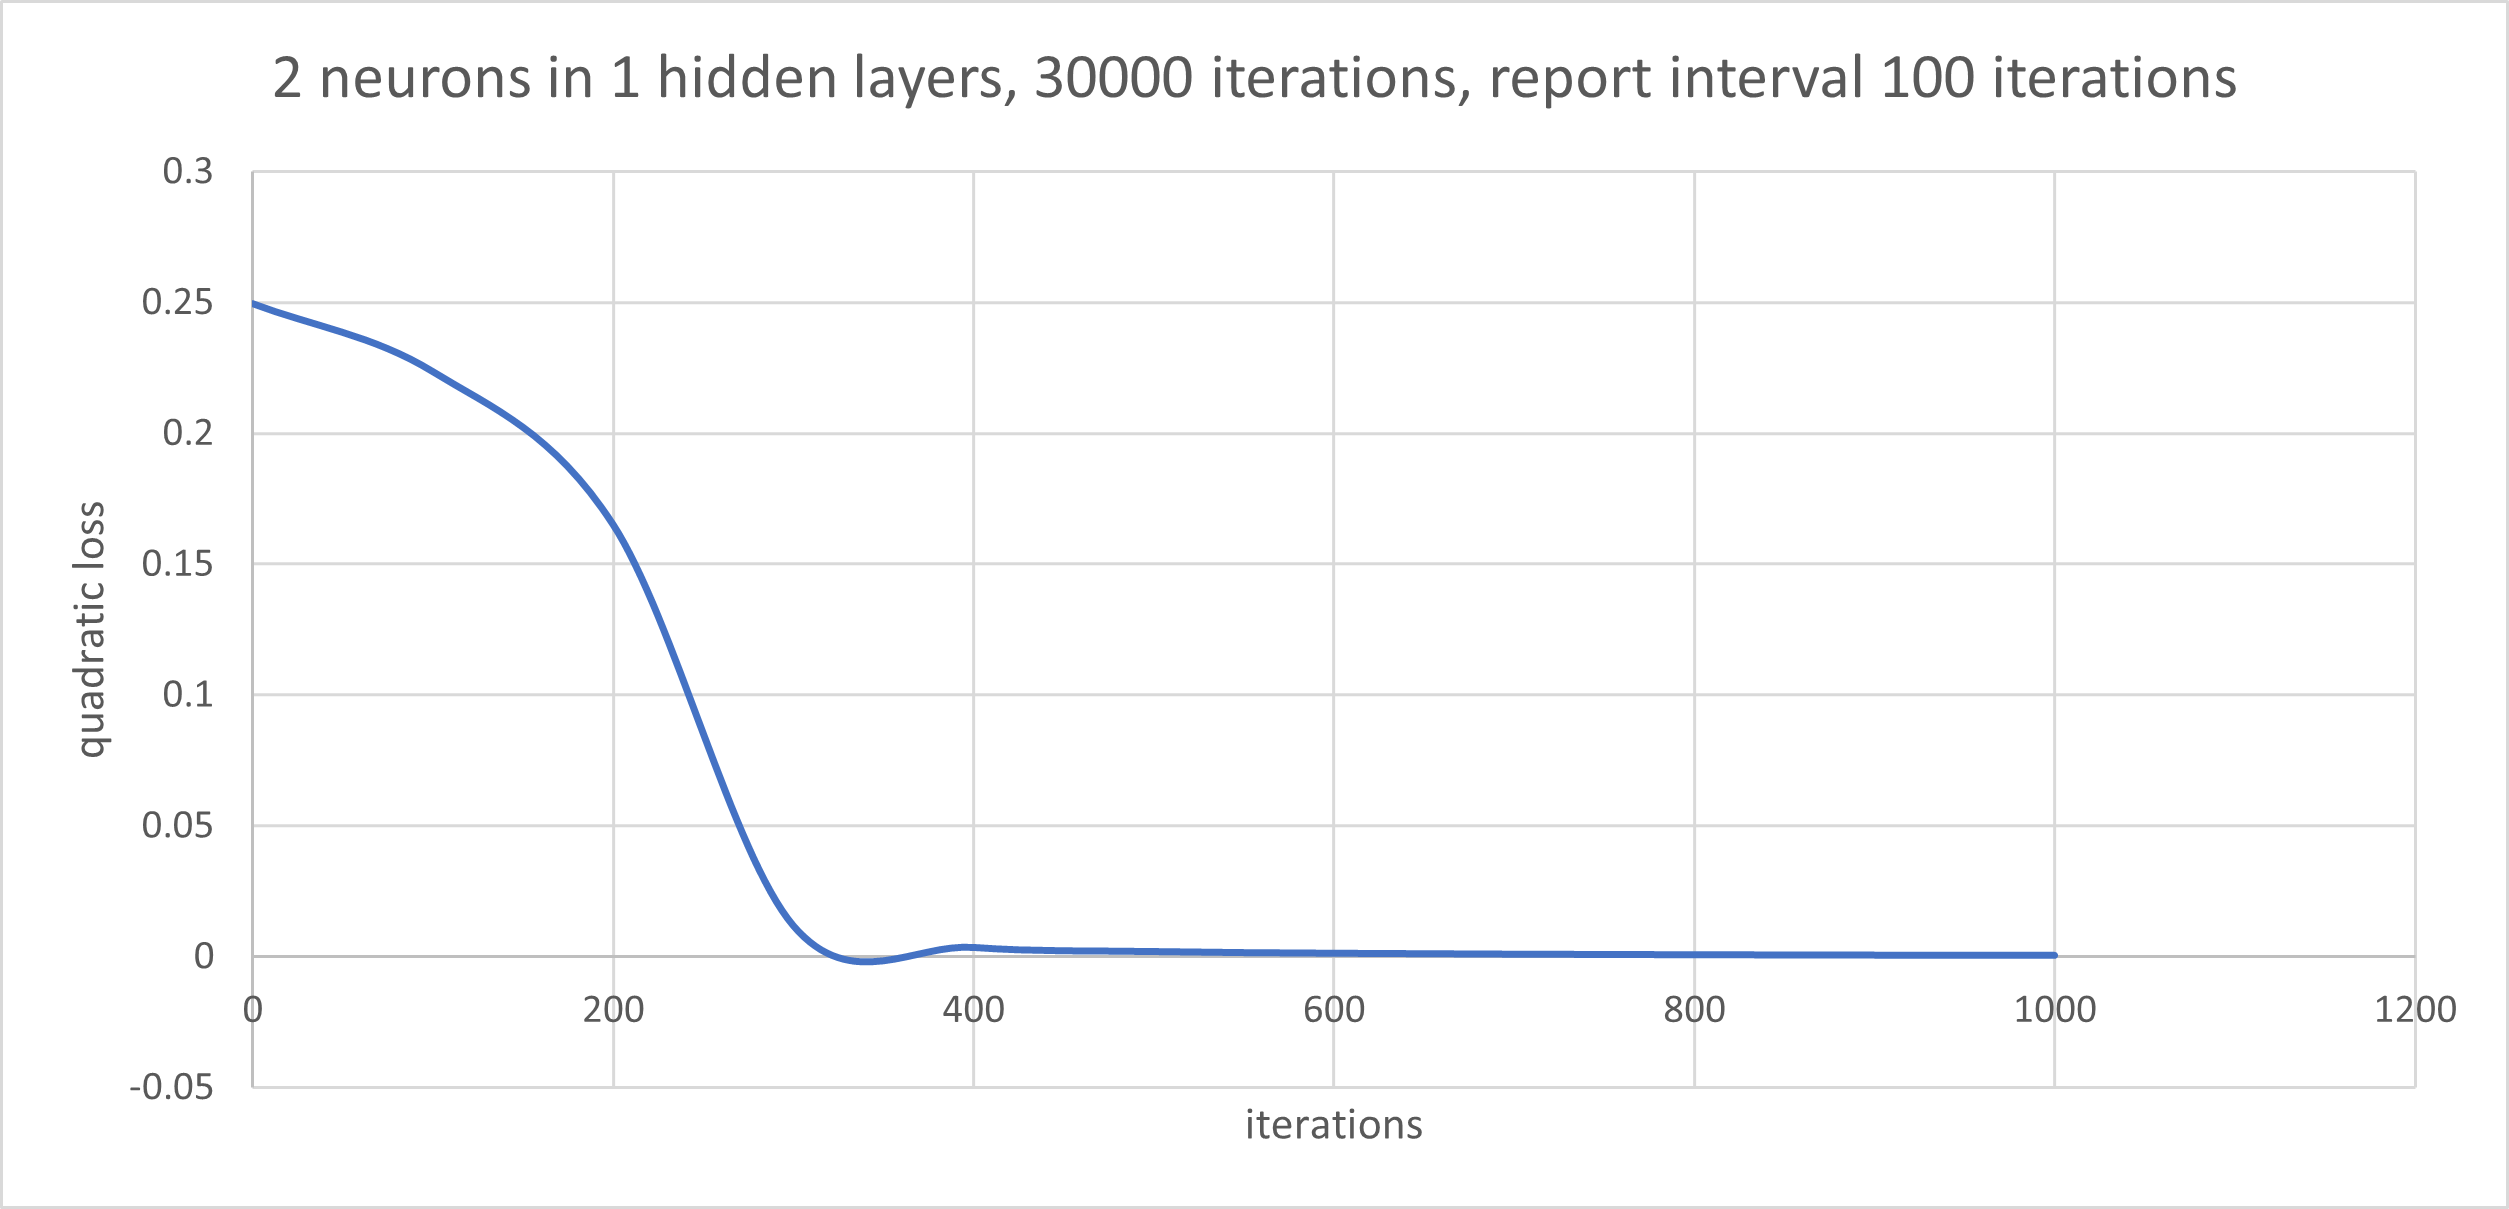 2 neurons in 1 hidden layers, 30000 iterations, report interval 100 iterations
0.3
0.25
0.2
0.15
0.1
0.05
0
-0.05
quadratic loss
0 200 400 600 800 1000 1200
iterations